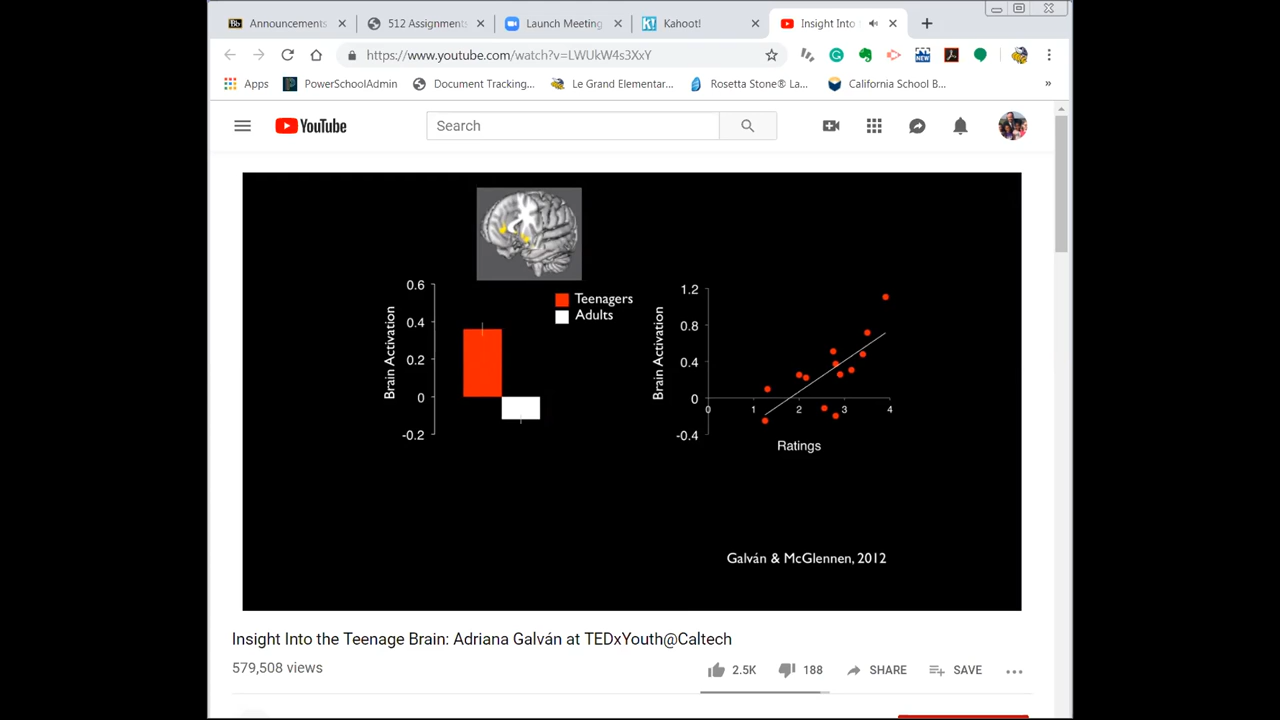 Announcements
512 Assignments
Launch Meeting
Kahoot!
Insight Into
https://www.youtube.com/watch?v=LWUkW4s3XxY
NEW
Apps
PowerSchoolAdmin
Document Tracking...
Le Grand Elementar...
Rosetta Stone® La...
California School B...
»
YouTube
Search
Teenagers
Adults
Brain Activation
0.6
0.4
0.2
0
-0.2
Brain Activation
1.2
0.8
0.4
0
-0.4
0 1 2 3 4
Ratings
Galván & McGlennen, 2012
Insight Into the Teenage Brain: Adriana Galván at TEDxYouth@Caltech
579,508 views
2.5K 188 SHARE SAVE